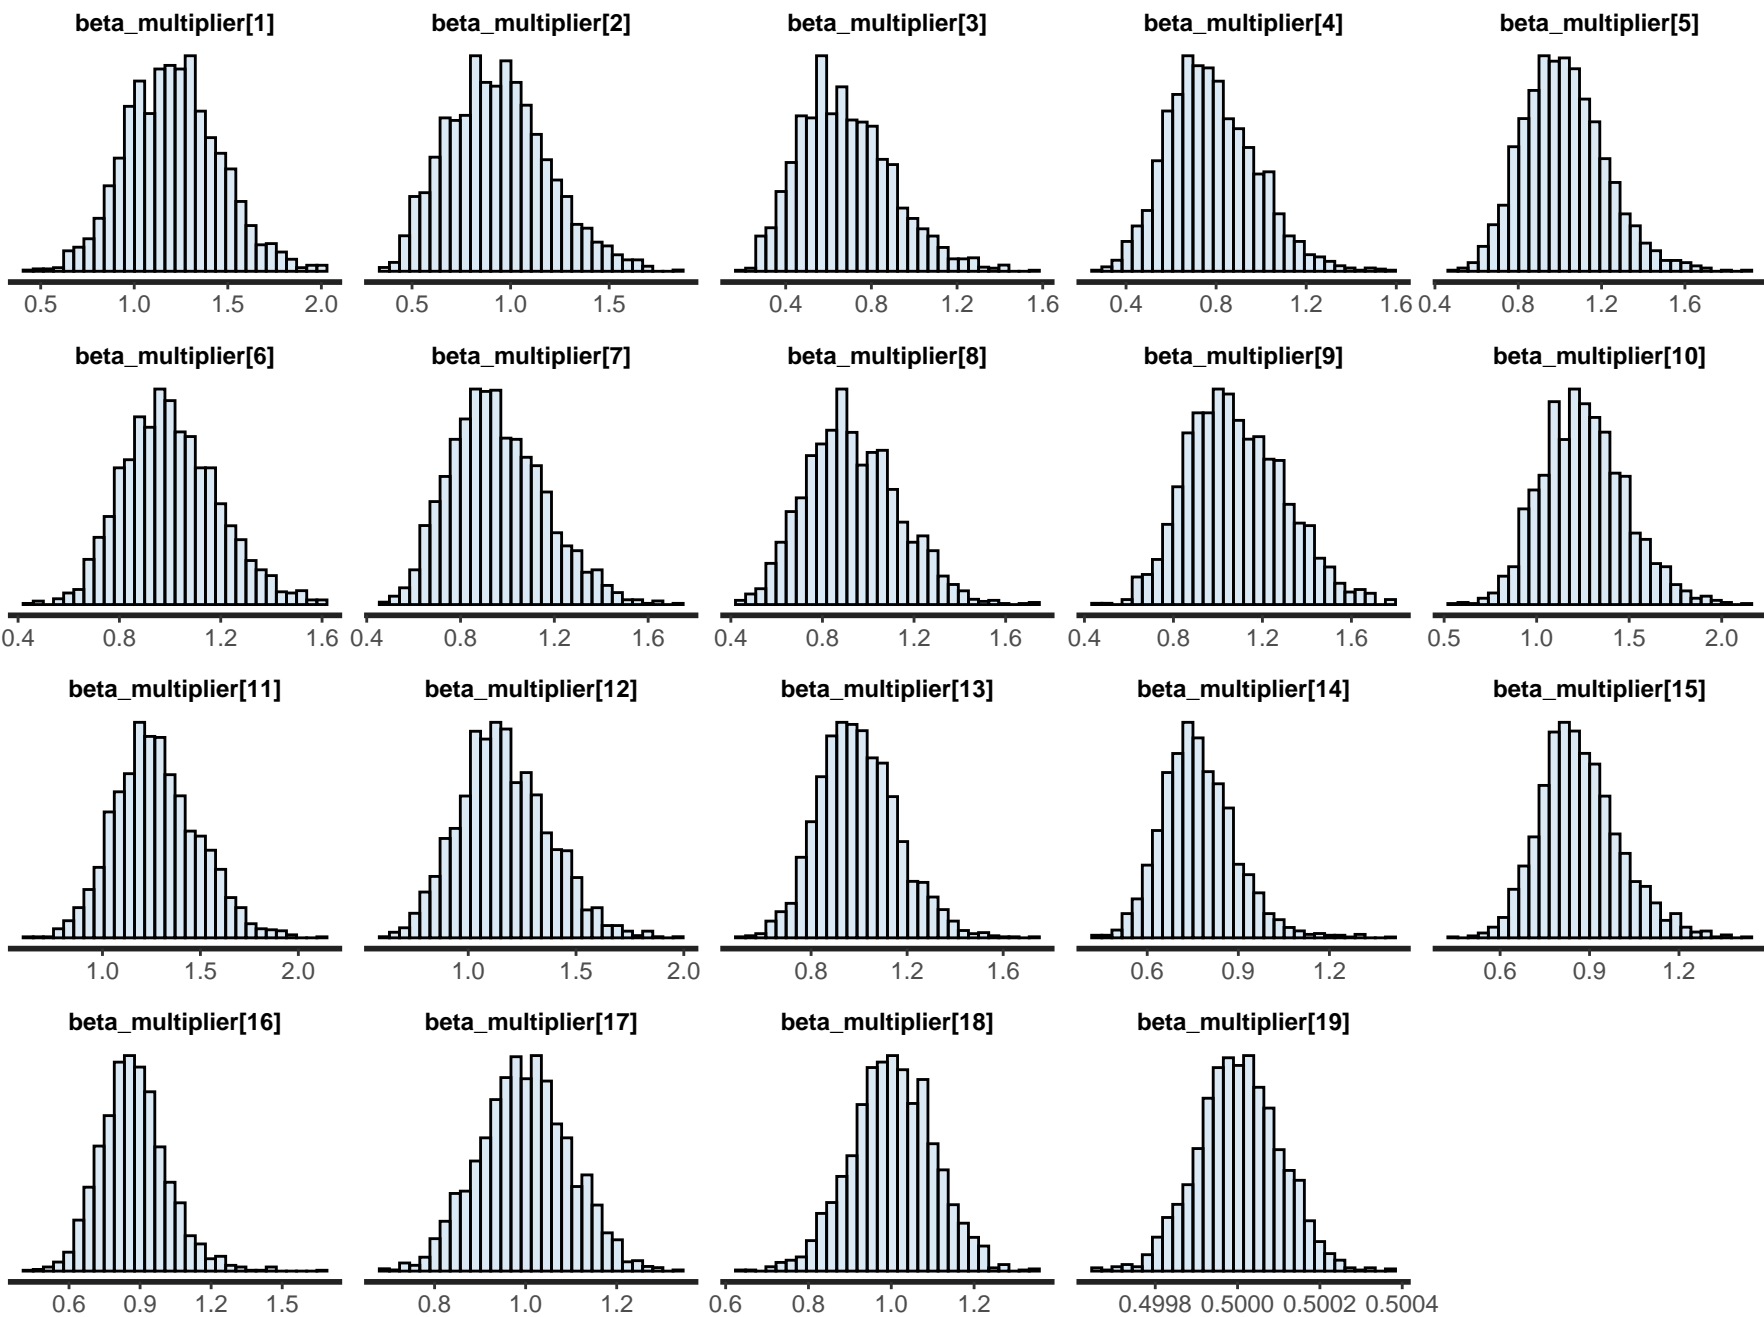 beta_multiplier[1] beta_multiplier[2] beta_multiplier[3] beta_multiplier[4] beta_multiplier[5]
0.5 1.0 1.5 2.0 0.5 1.0 1.5 0.4 0.8 1.2 1.6 0.4 0.8 1.2 1.6 0.4 0.8 1.2 1.6
beta_multiplier[6] beta_multiplier[7] beta_multiplier[8] beta_multiplier[9] beta_multiplier[10]
0.4 0.8 1.2 1.6 0.4 0.8 1.2 1.6 0.4 0.8 1.2 1.6 0.4 0.8 1.2 1.6 0.5 1.0 1.5 2.0
beta_multiplier[11] beta_multiplier[12] beta_multiplier[13] beta_multiplier[14] beta_multiplier[15]
1.0 1.5 2.0 1.0 1.5 2.0 0.8 1.2 1.6 0.6 0.9 1.2 0.6 0.9 1.2
beta_multiplier[16] beta_multiplier[17] beta_multiplier[18] beta_multiplier[19]
0.6 0.9 1.2 1.5 0.8 1.0 1.2 0.6 0.8 1.0 1.2 0.4998 0.5000 0.5002 0.5004